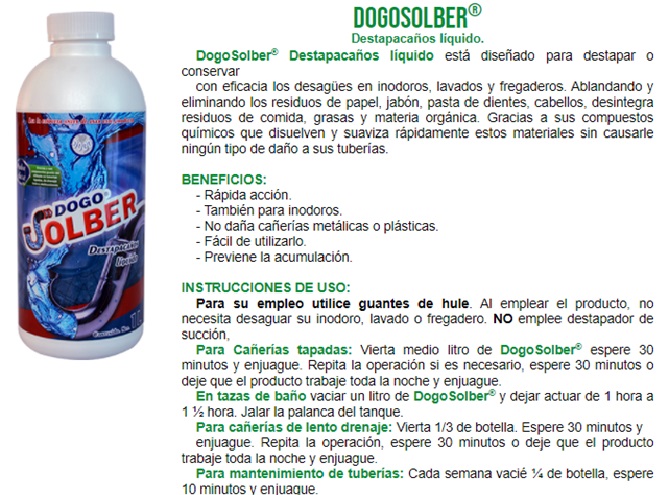 DOGOSOLBER®
Destapacaños líquido.
DogoSolber® Destapacaños líquido está diseñado para destapar o
conservar
con eficacia los desagües en inodoros, lavados y fregaderos. Ablandando y
eliminando los residuos de papel, jabón, pasta de dientes, cabellos, desintegra
residuos de comida, grasas y materia orgánica. Gracias a sus compuestos
químicos que disuelven y suaviza rápidamente estos materiales sin causarle
ningún tipo de daño a sus tuberías.
BENEFICIOS:
- Rápida acción.
- También para inodoros.
- No daña cañerías metálicas o plásticas.
- Fácil de utilizarlo.
- Previene la acumulación.
INSTRUCCIONES DE USO:
Para su empleo utilice guantes de hule. Al emplear el producto, no
necesita desaguar su inodoro, lavado o fregadero. NO emplee destapador de
succión,
Para Cañerías tapadas: Vierta medio litro de DogoSolber® espere 30
minutos y enjuague. Repita la operación si es necesario, espere 30 minutos o
deje que el producto trabaje toda la noche y enjuague.
En tazas de baño vaciar un litro de DogoSolber® y dejar actuar de 1 hora a
1 ½ hora. Jalar la palanca del tanque.
Para cañerías de lento drenaje: Vierta 1/3 de botella. Espere 30 minutos y
enjuague. Repita la operación, espere 30 minutos o deje que el producto
trabaje toda la noche y enjuague.
Para mantenimiento de tuberías: Cada semana vacié ¼ de botella, espere
10 minutos y enjuague.
DOGO
SOLBER
Destapacaños
líquido